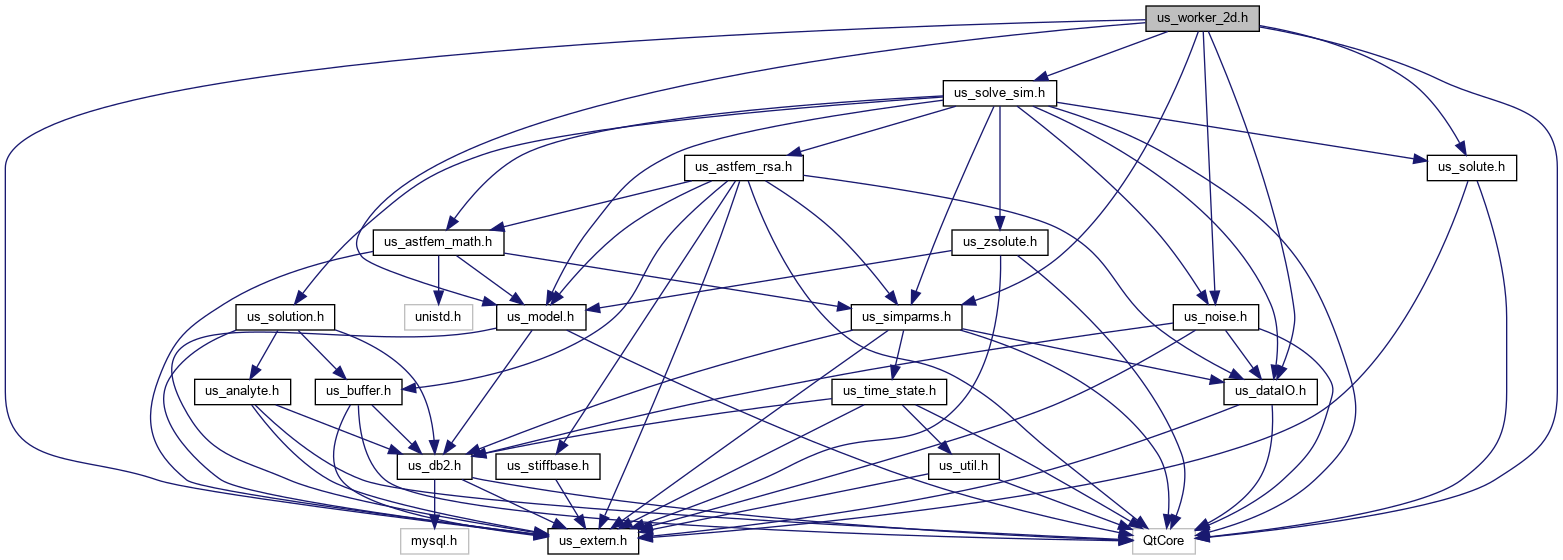 us_worker_2d.h
us_solve_sim.h
us_astfem_rsa.h
us_solute.h
us_astfem_math.h
us_zsolute.h
us_solution.h
unistd.h
us_model.h
us_simparms.h
us_noise.h
us_analyte.h
us_buffer.h
us_time_state.h
us_dataIO.h
us_db2.h
us_stiffbase.h
us_util.h
mysql.h
us_extern.h
QtCore